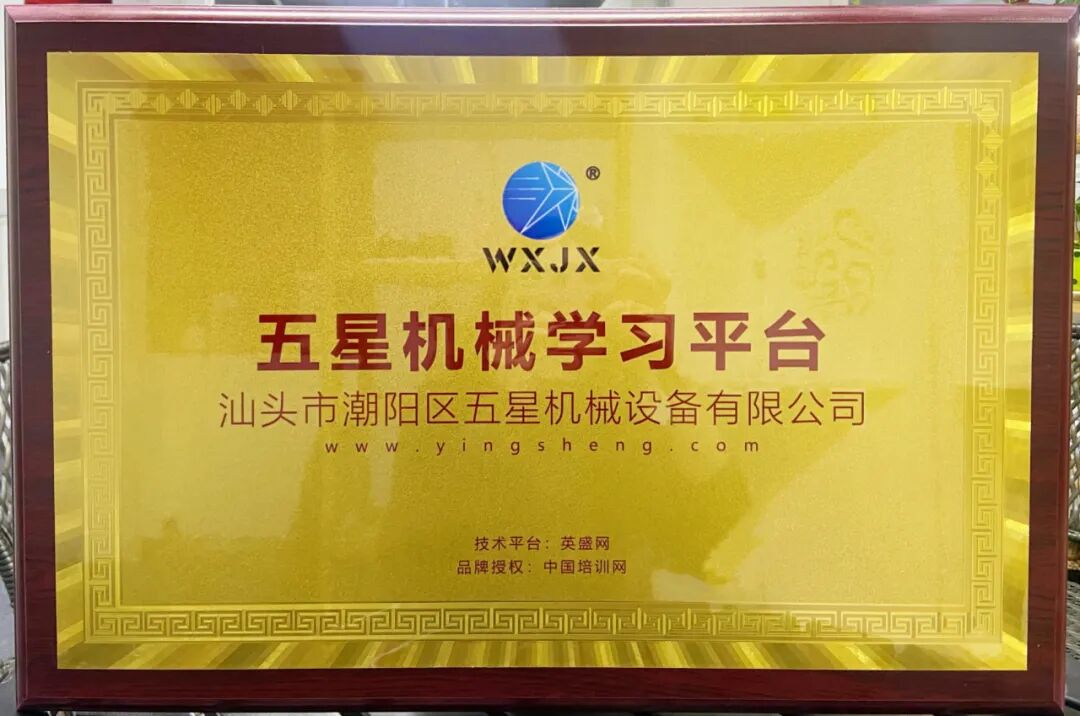 ®
WXJX
五星机械学习平台
汕头市潮阳区五星机械设备有限公司
www.yingsheng.com
技术平台：英盛网
品牌授权：中国培训网